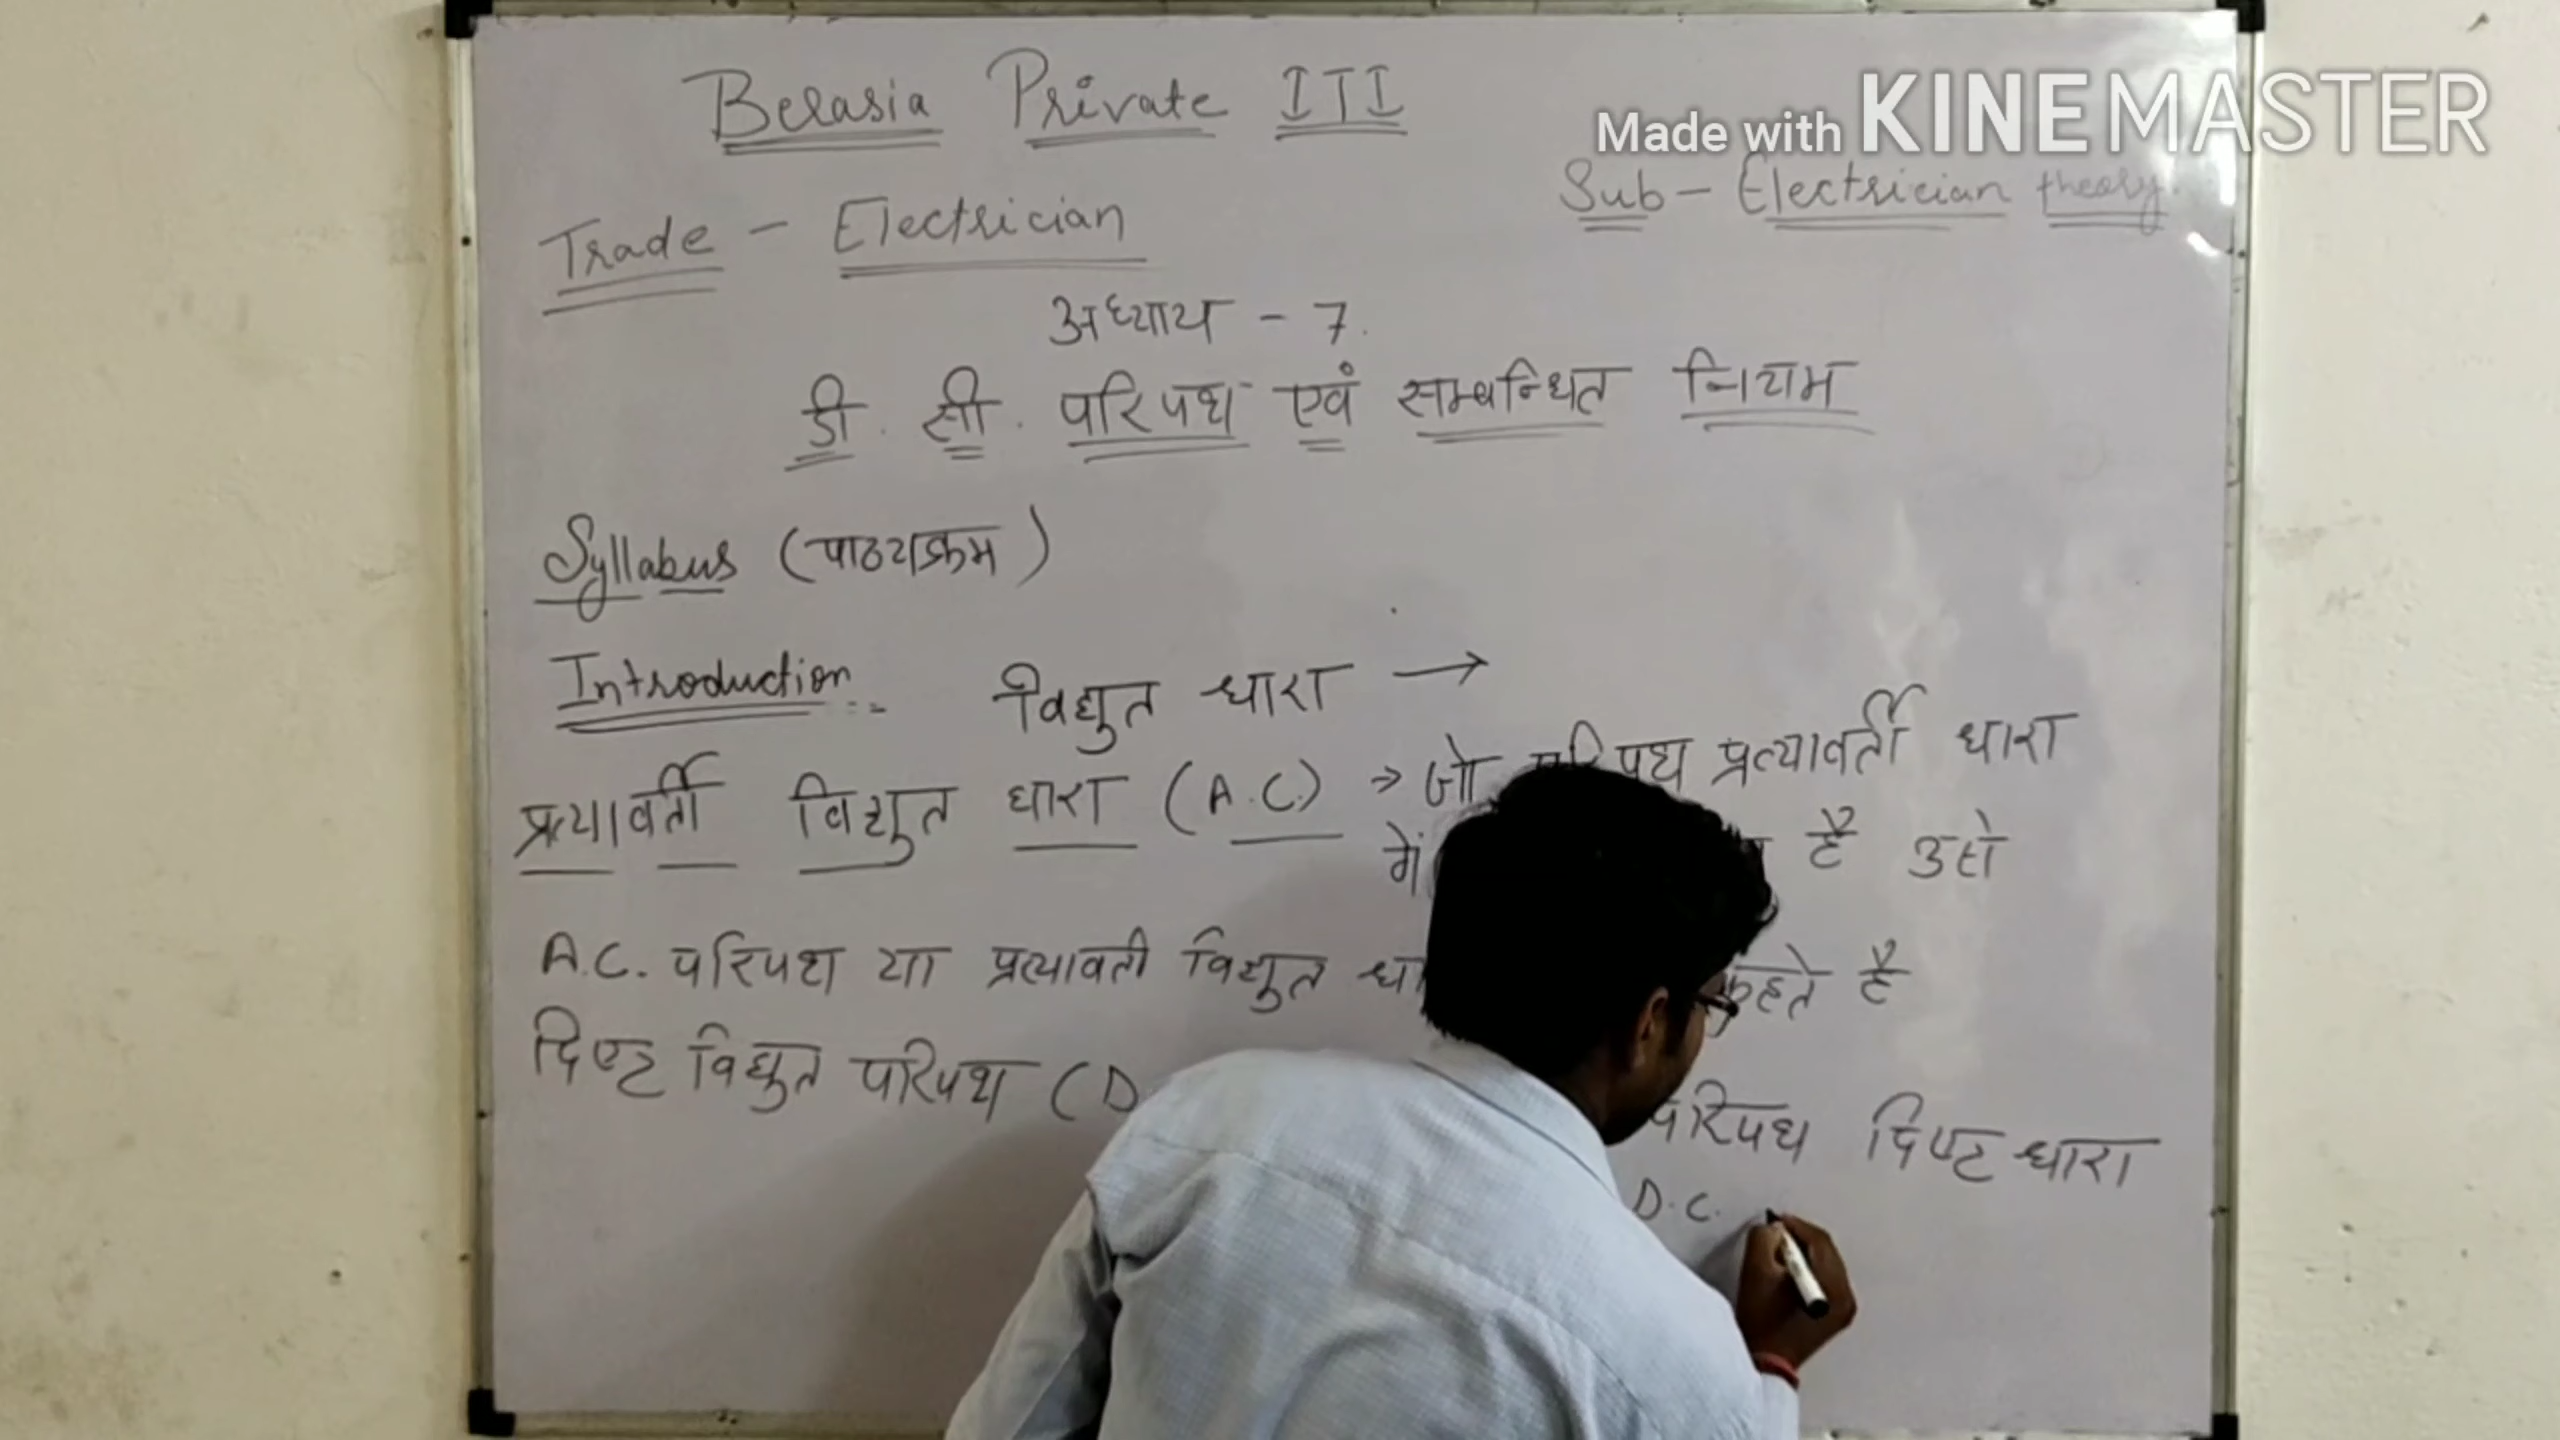 Berasia Private ITI
Made with KINEMASTER
Trade - Electrician
Sub - Electrician theory.
अध्याय - 7.
डी. सी. परिपथ एवं सम्बन्धित नियम
Syllabus (पाठयक्रम)
Introduction :- विद्युत धारा →
प्रत्यावर्ती विद्युत धारा (A.C.) → जो परिपथ प्रत्यावर्ती धारा
में है उसे
A.C. परिपथ या प्रत्यावर्ती विद्युत कहते है
दिष्ट विद्युत परिपथ (D परिपथ दिष्ट धारा
D.C.